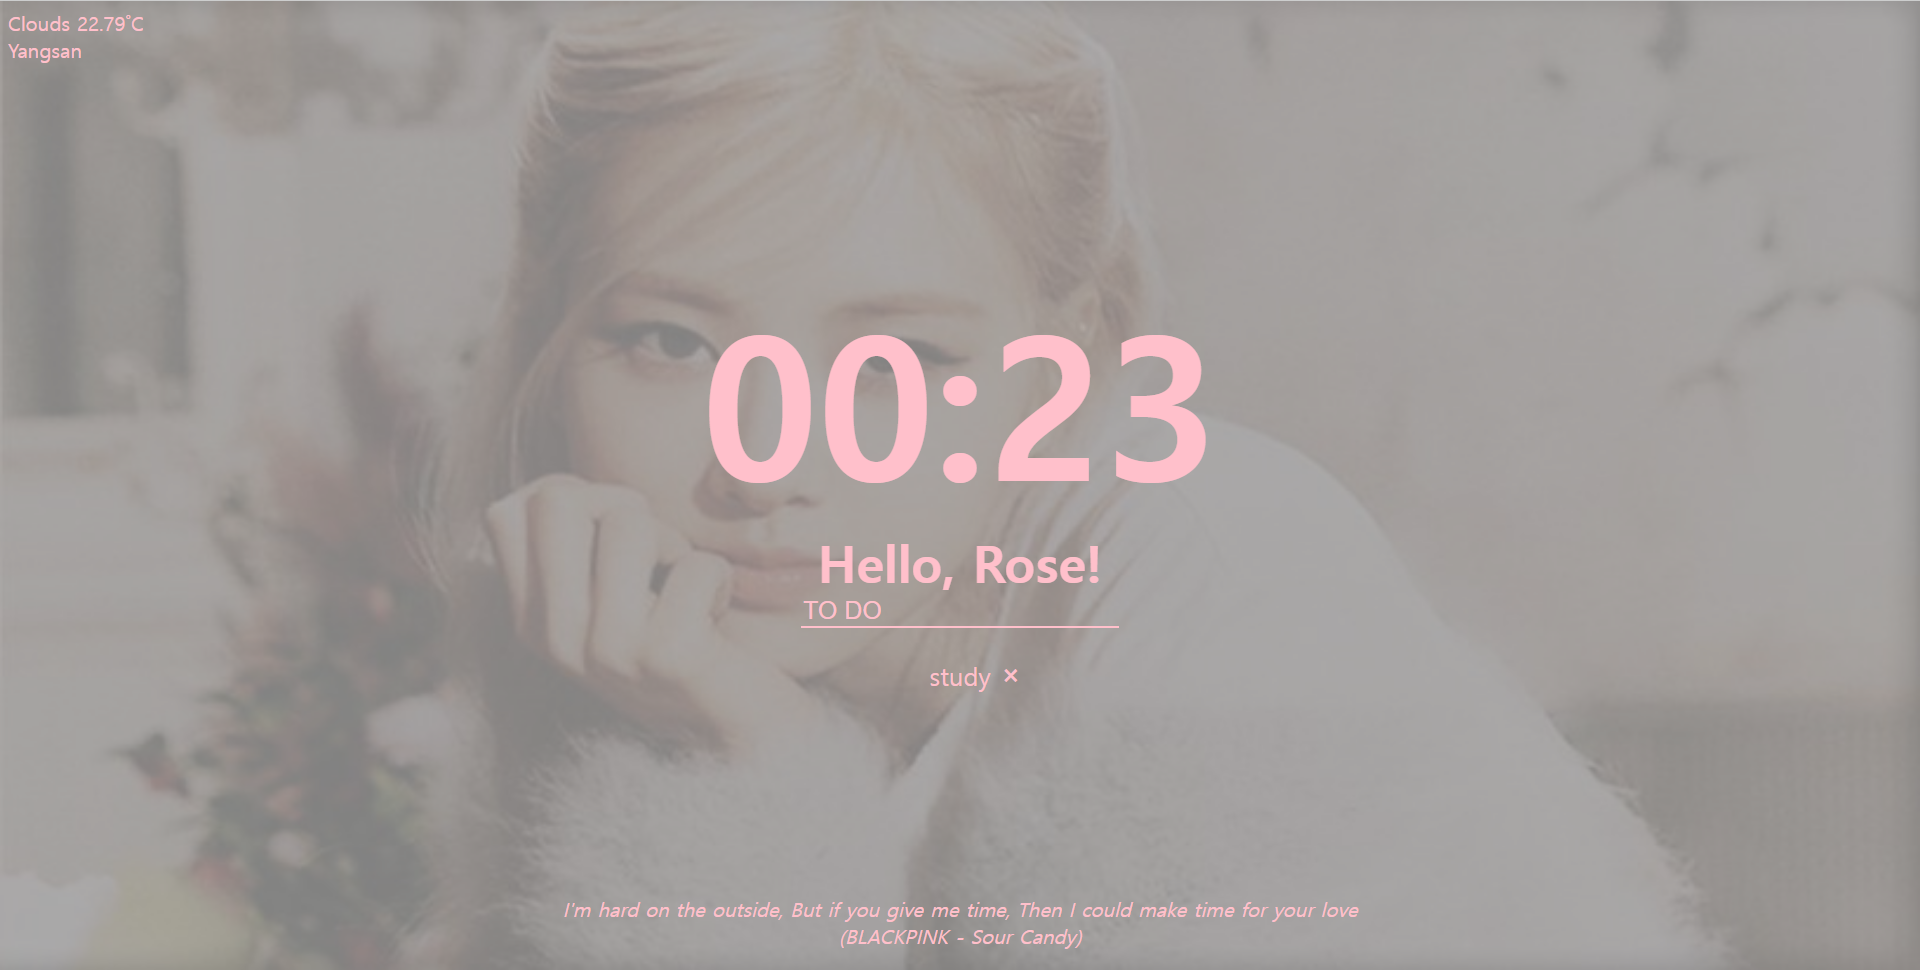 Clouds 22.79°C
Yangsan
00:23
Hello, Rose!
TO DO
study ×
I'm hard on the outside, But if you give me time, Then I could make time for your love
(BLACKPINK - Sour Candy)